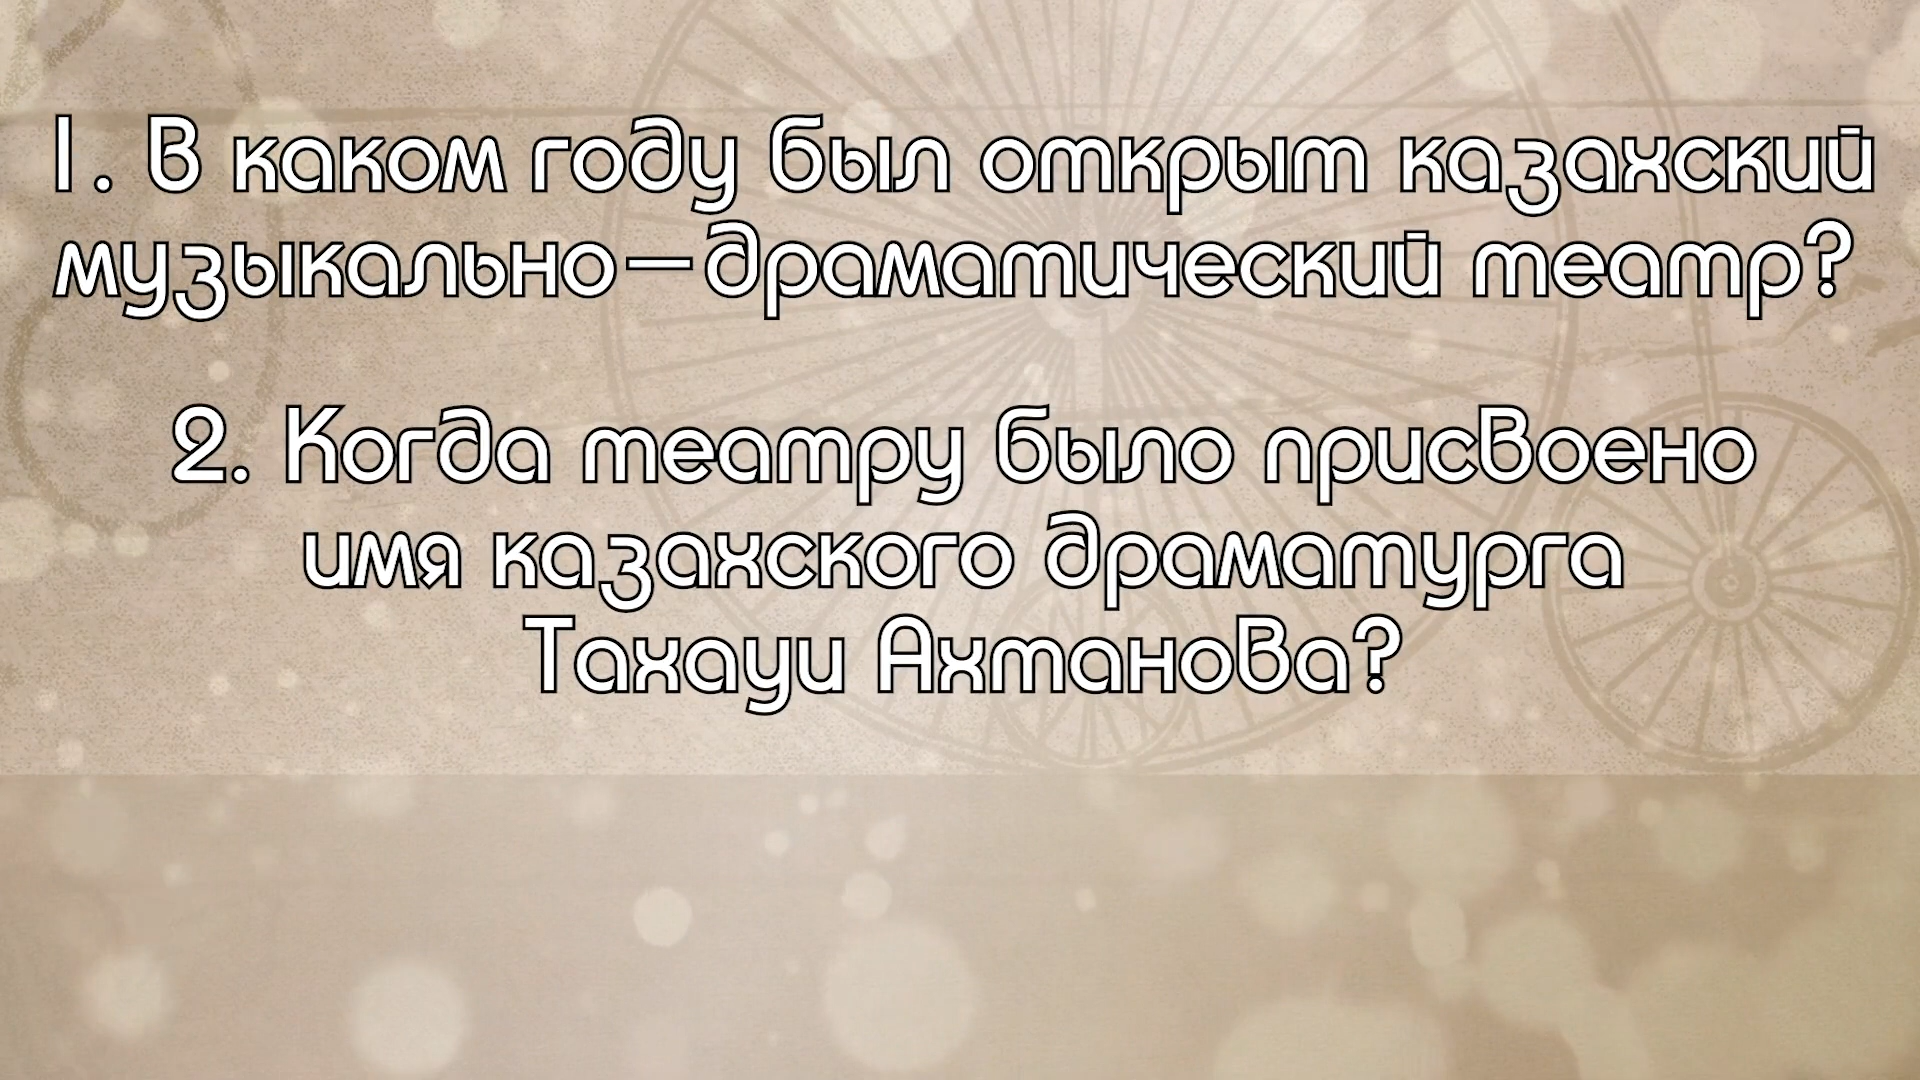 1. В каком году был открыт казахский
музыкально-драматический театр?
2. Когда театру было присвоено
имя казахского драматурга
Тахауи Ахтанова?